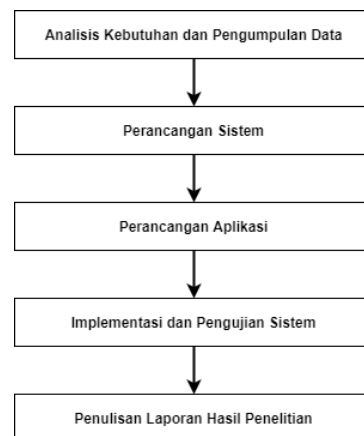 Analisis Kebutuhan dan Pengumpulan Data
Perancangan Sistem
Perancangan Aplikasi
Implementasi dan Pengujian Sistem
Penulisan Laporan Hasil Penelitian